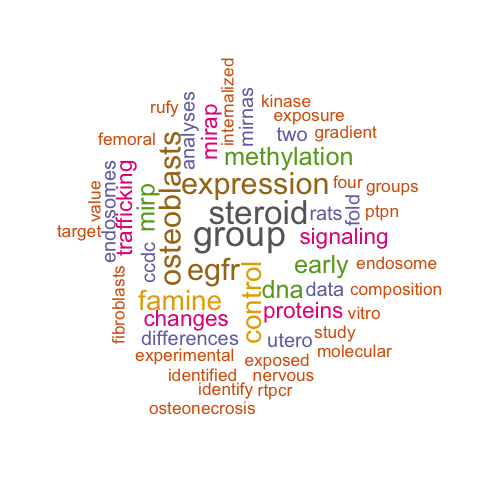 internalized
kinase
rufy
analyses
mirap
mirnas
exposure
two
gradient
femoral
osteoblasts
methylation
endosomes
value
trafficking
mirp
expression
four
groups
steroid
rats
fold
ptpn
target
group
signaling
ccdc
egfr
early
endosome
fibroblasts
famine
control
dna
data
composition
changes
proteins
vitro
differences
utero
study
experimental
exposed
molecular
identified
nervous
identify
rtpcr
osteonecrosis